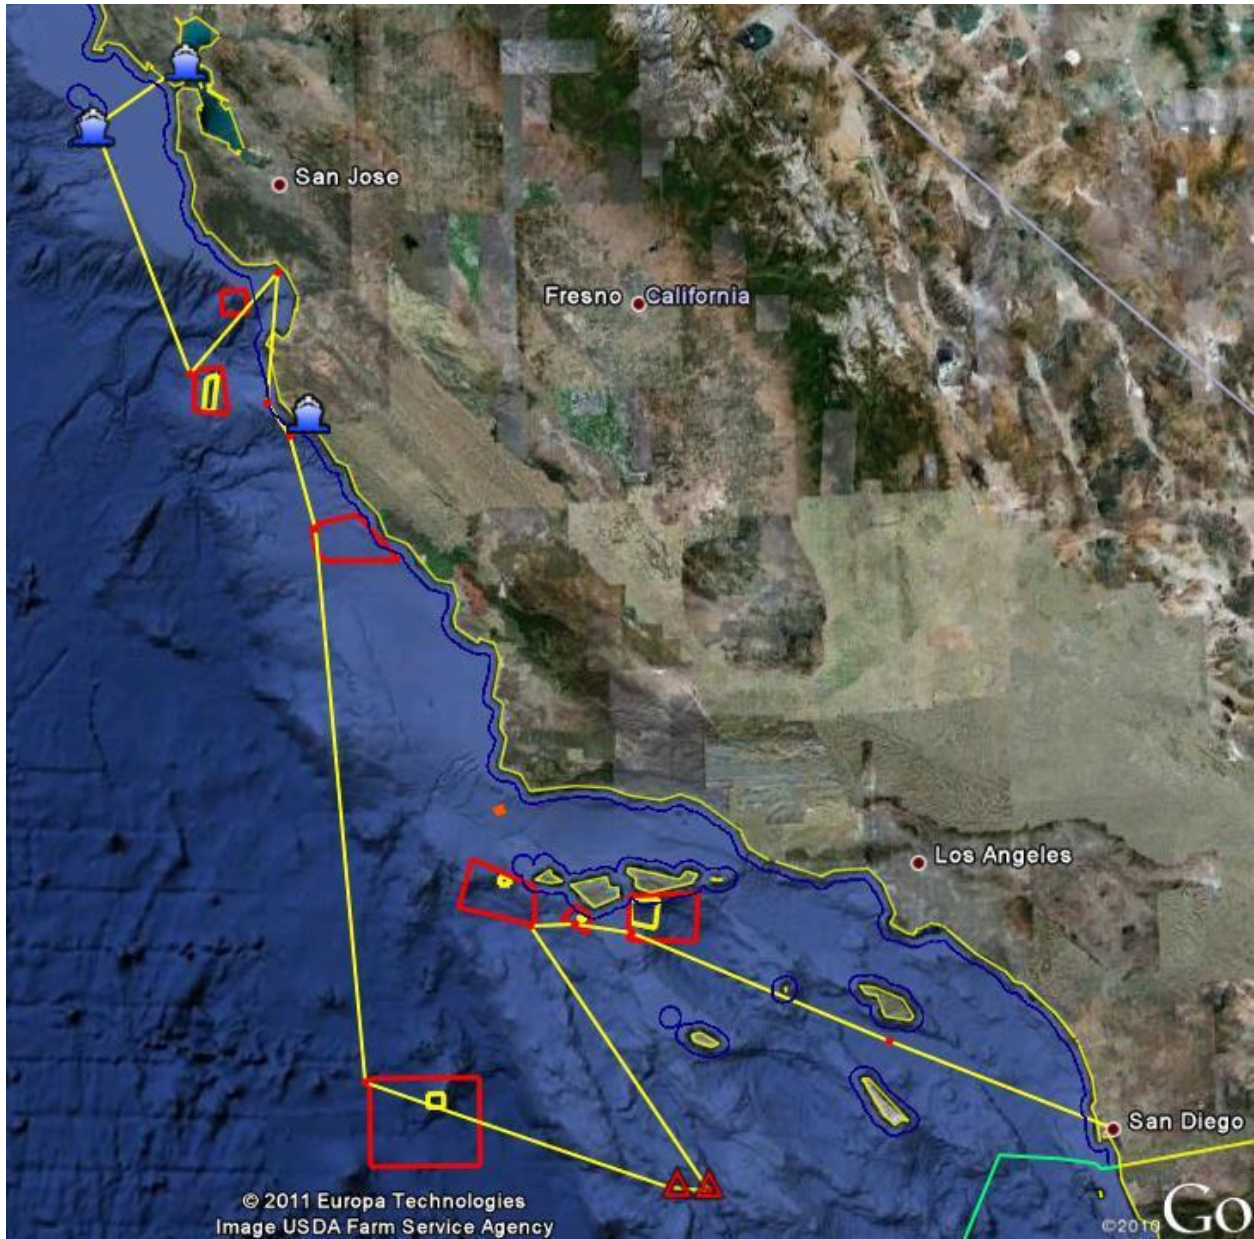 San Jose
Fresno California
Los Angeles
San Diego
© 2011 Europa Technologies
Image USDA Farm Service Agency
©2010 Go